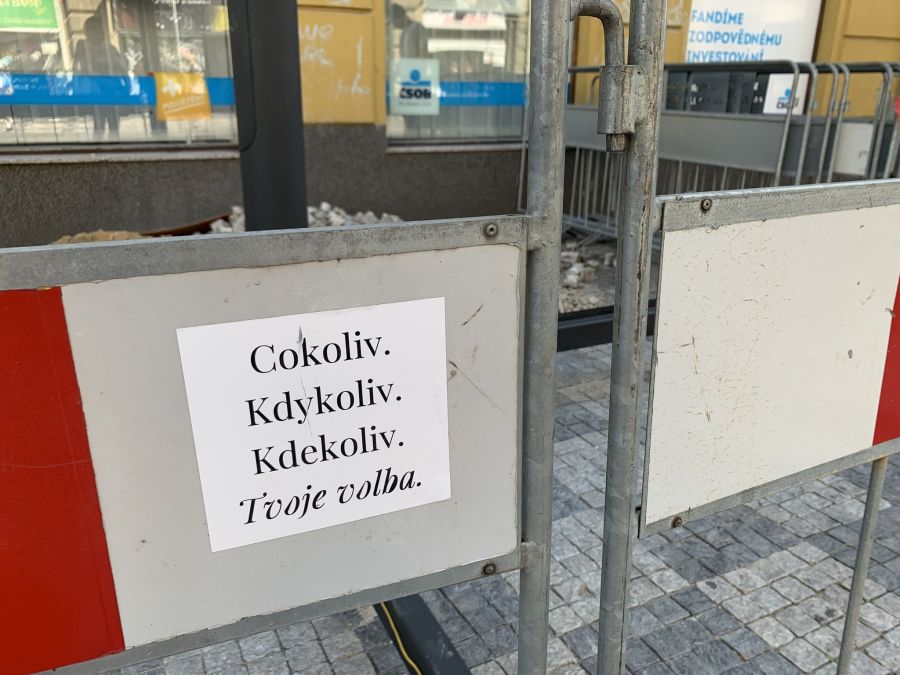 FANDÍME
ZODPOVĚDNÉMU
INVESTOVÁNÍ
ČSOB
Cokoliv.
Kdykoliv.
Kdekoliv.
Tvoje volba.